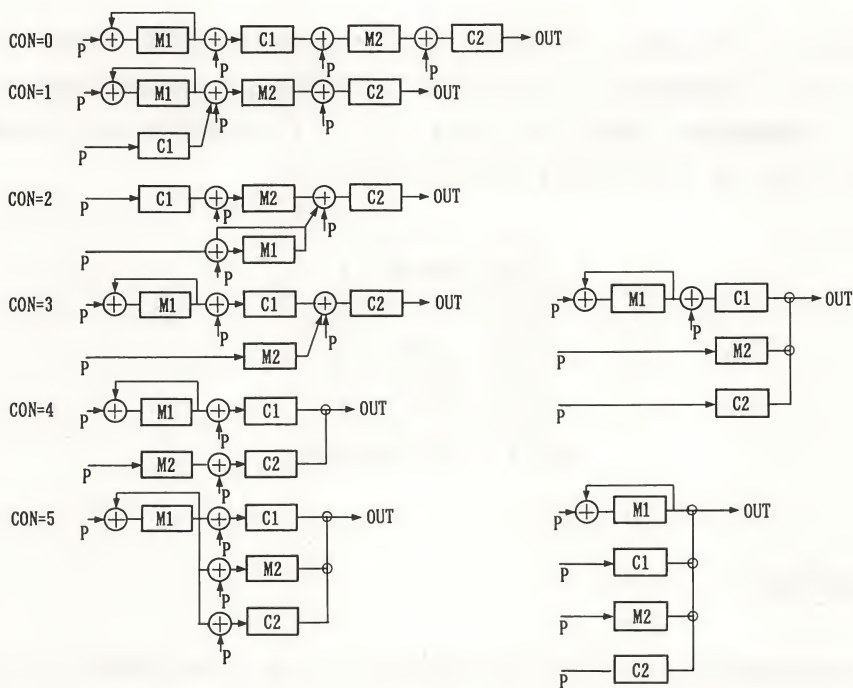 CON=0 P M1 C1 M2 C2 OUT
P P P
CON=1 P M1 M2 C2 OUT
P P
P C1
CON=2 P C1 M2 C2 OUT
P P
P M1
P
CON=3 P M1 C1 C2 OUT
P P
P M2
CON=4 P M1 C1 OUT
P
P M2 C2
P
CON=5 P M1 C1 OUT
P
M2
P
C2
P
P M1 C1 OUT
P
P M2
P C2
P M1 OUT
P C1
P M2
P C2